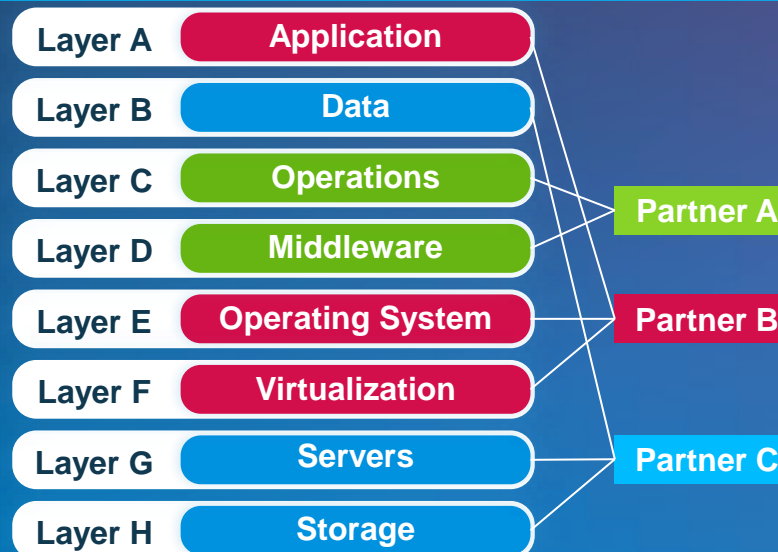 Layer A Application
Layer B Data
Layer C Operations
Partner A
Layer D Middleware
Layer E Operating System Partner B
Layer F Virtualization
Layer G Servers Partner C
Layer H Storage